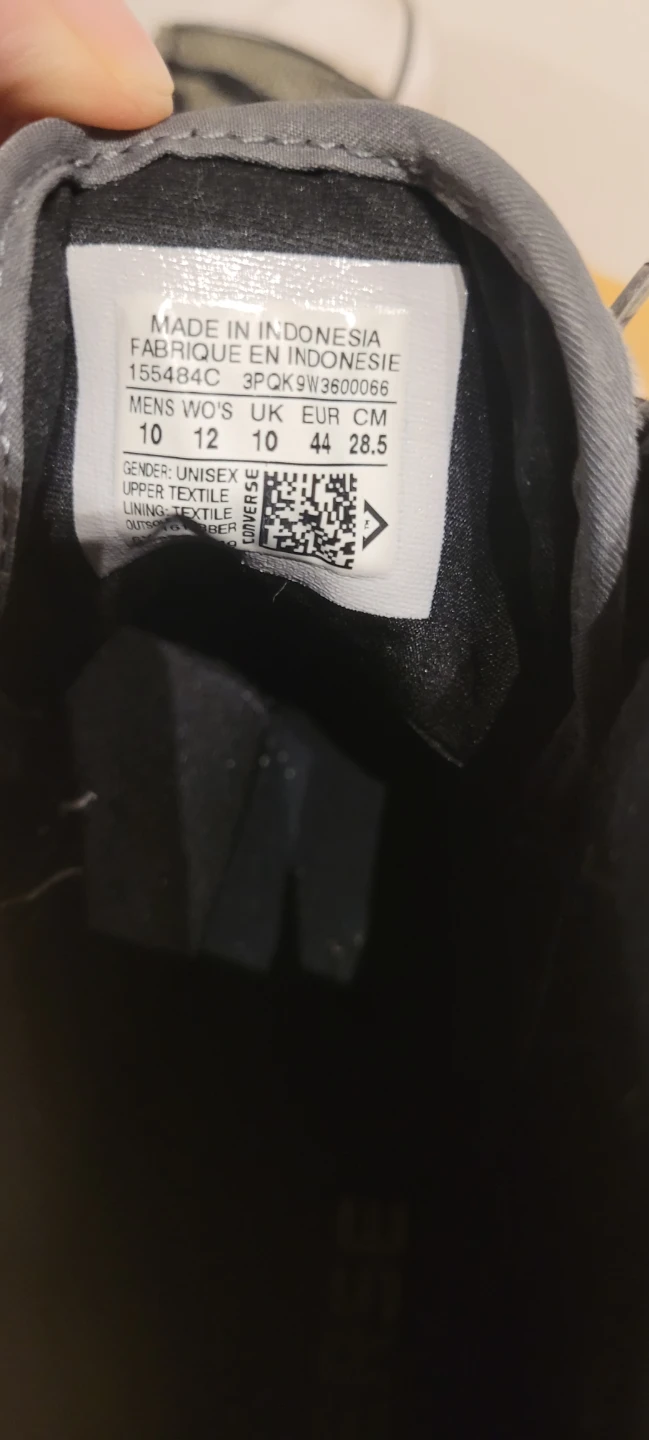 MADE IN INDONESIA
FABRIQUE EN INDONESIE
155484C 3PQK9W3600066
MENS WO'S UK EUR CM
10 12 10 44 28.5
GENDER: UNISEX
UPPER TEXTILE
LINING: TEXTILE
CONVERSE